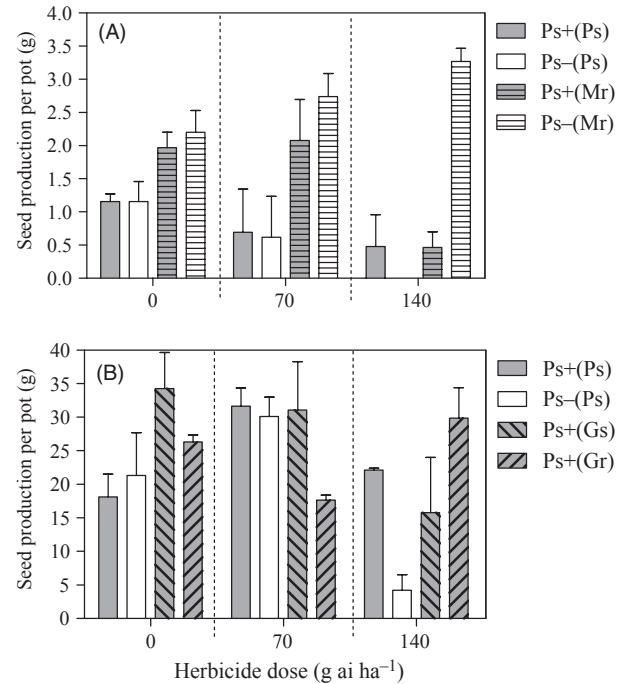 (A)
Seed production per pot (g)
4.0
3.5
3.0
2.5
2.0
1.5
1.0
0.5
0.0
0
70
140
Ps+(Ps)
Ps–(Ps)
Ps+(Mr)
Ps–(Mr)
(B)
Seed production per pot (g)
40
35
30
25
20
15
10
5
0
0
70
140
Ps+(Ps)
Ps–(Ps)
Ps+(Gs)
Ps+(Gr)
Herbicide dose (g ai ha⁻¹)